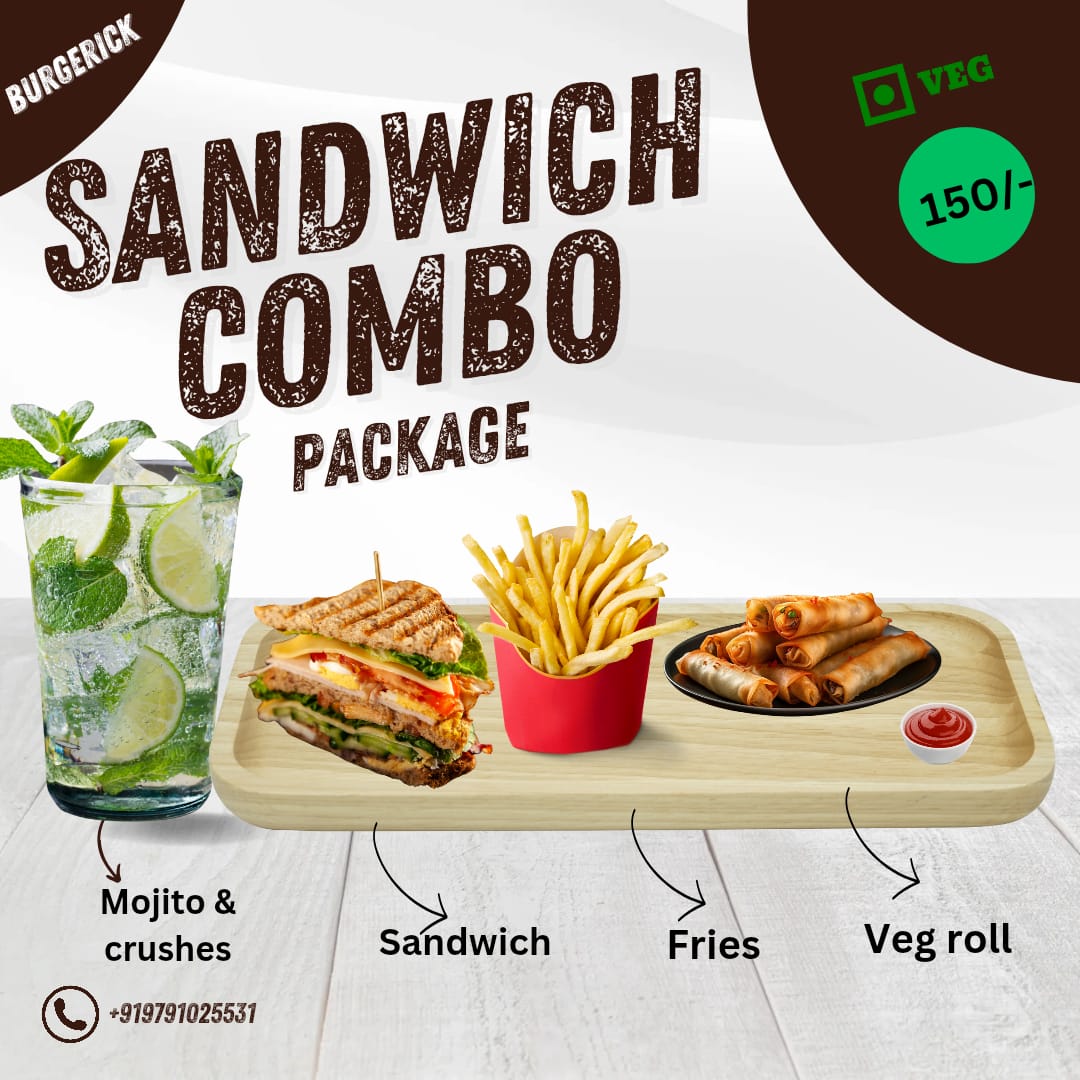 BURGERICK
VEG
150/-
SANDWICH
COMBO
PACKAGE
Mojito &
crushes
Sandwich
Fries
Veg roll
+919791025531